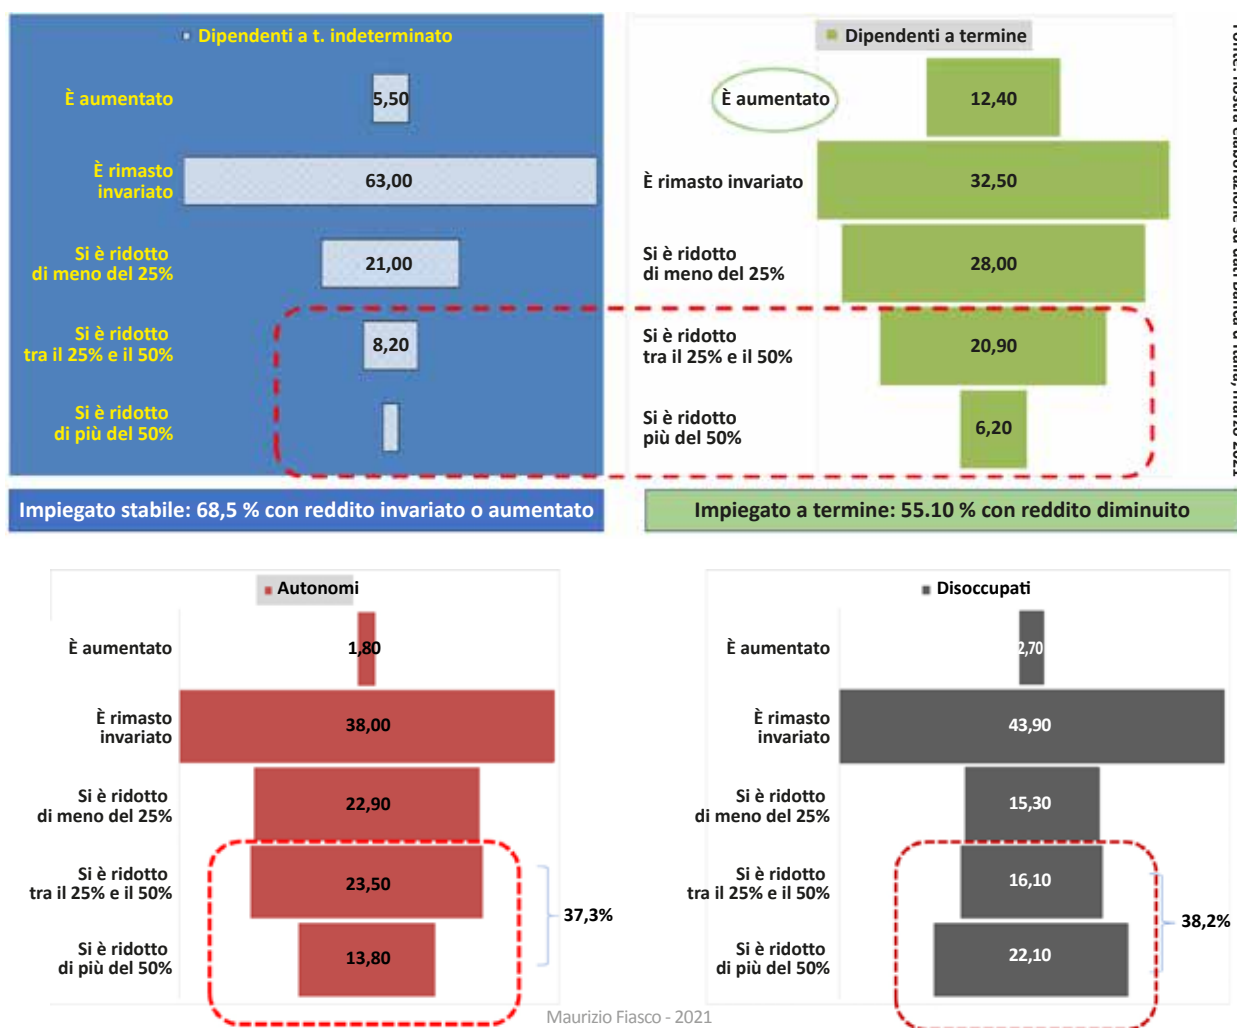 Dipendenti a t. indeterminato
È aumentato
5,50
È rimasto
invariato
63,00
Si è ridotto
di meno del 25%
21,00
Si è ridotto
tra il 25% e il 50%
8,20
Si è ridotto
di più del 50%
Impiegato stabile: 68,5 % con reddito invariato o aumentato
Dipendenti a termine
È aumentato
12,40
È rimasto invariato
32,50
Si è ridotto
di meno del 25%
28,00
Si è ridotto
tra il 25% e il 50%
20,90
Si è ridotto
più del 50%
6,20
Impiegato a termine: 55.10 % con reddito diminuito
2021
Autonomi
È aumentato
1,80
È rimasto
invariato
38,00
Si è ridotto
di meno del 25%
22,90
Si è ridotto
tra il 25% e il 50%
23,50
Si è ridotto
di più del 50%
13,80
37,3%
Disoccupati
È aumentato
2,70
È rimasto
invariato
43,90
Si è ridotto
di meno del 25%
15,30
Si è ridotto
tra il 25% e il 50%
16,10
Si è ridotto
di più del 50%
22,10
38,2%
Maurizio Fiasco - 2021